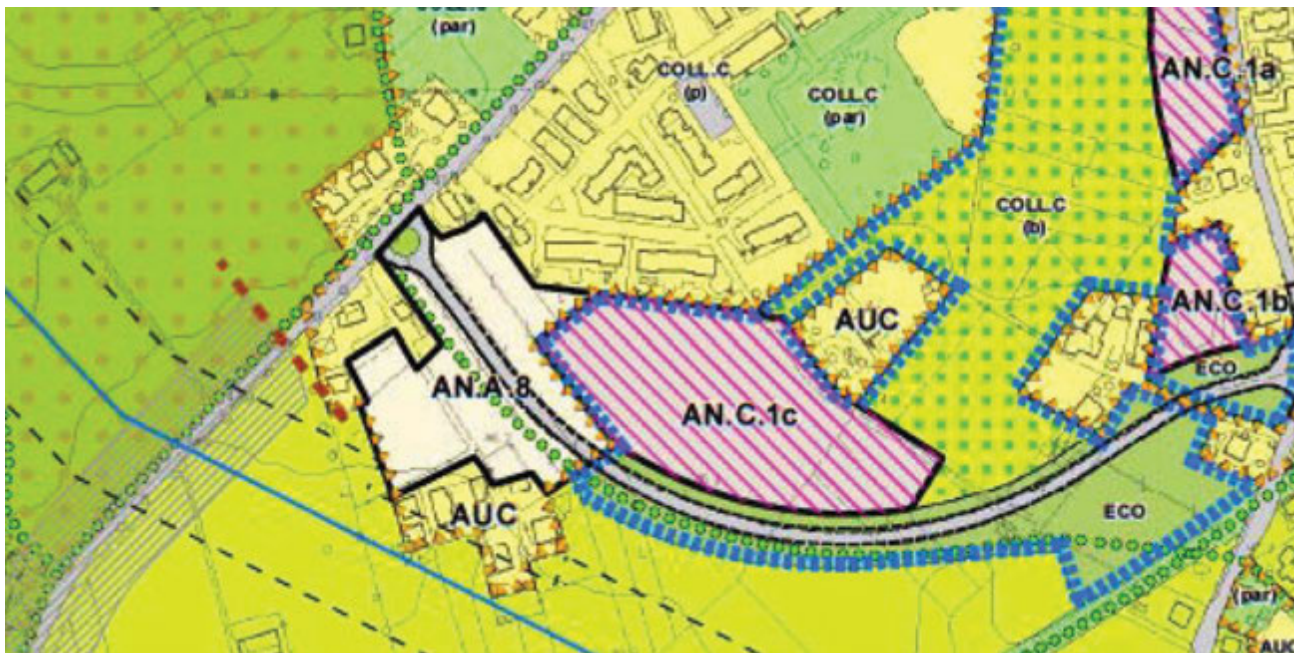 COLL.C
(par)
COLL.C
(p)
COLL.C
(par)
AN.C.1a
COLL.C
(b)
AN.C.1b
AUC
ECO
AN.A.8
AN.C.1c
AUC
ECO
(par)
AUC